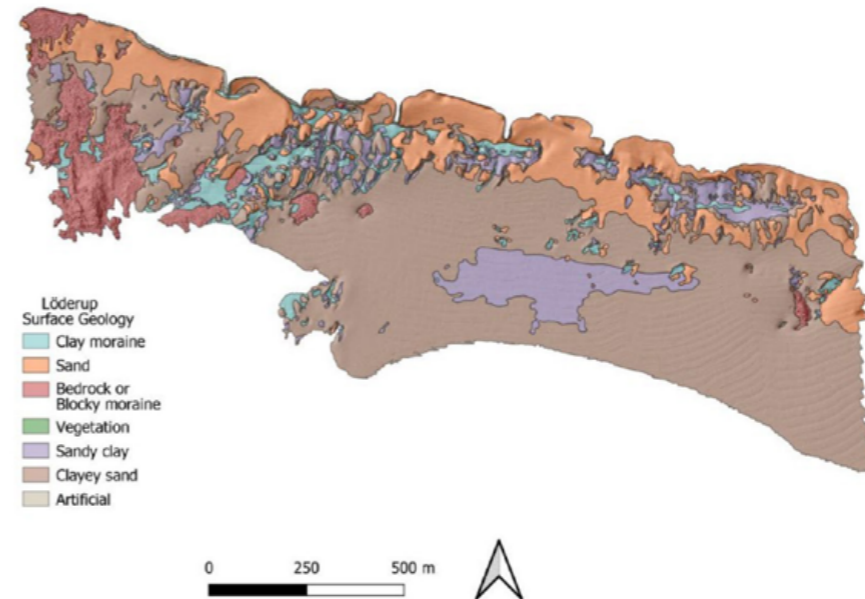 Löderup
Surface Geology
Clay moraine
Sand
Bedrock or
Blocky moraine
Vegetation
Sandy clay
Clayey sand
Artificial
0 250 500 m